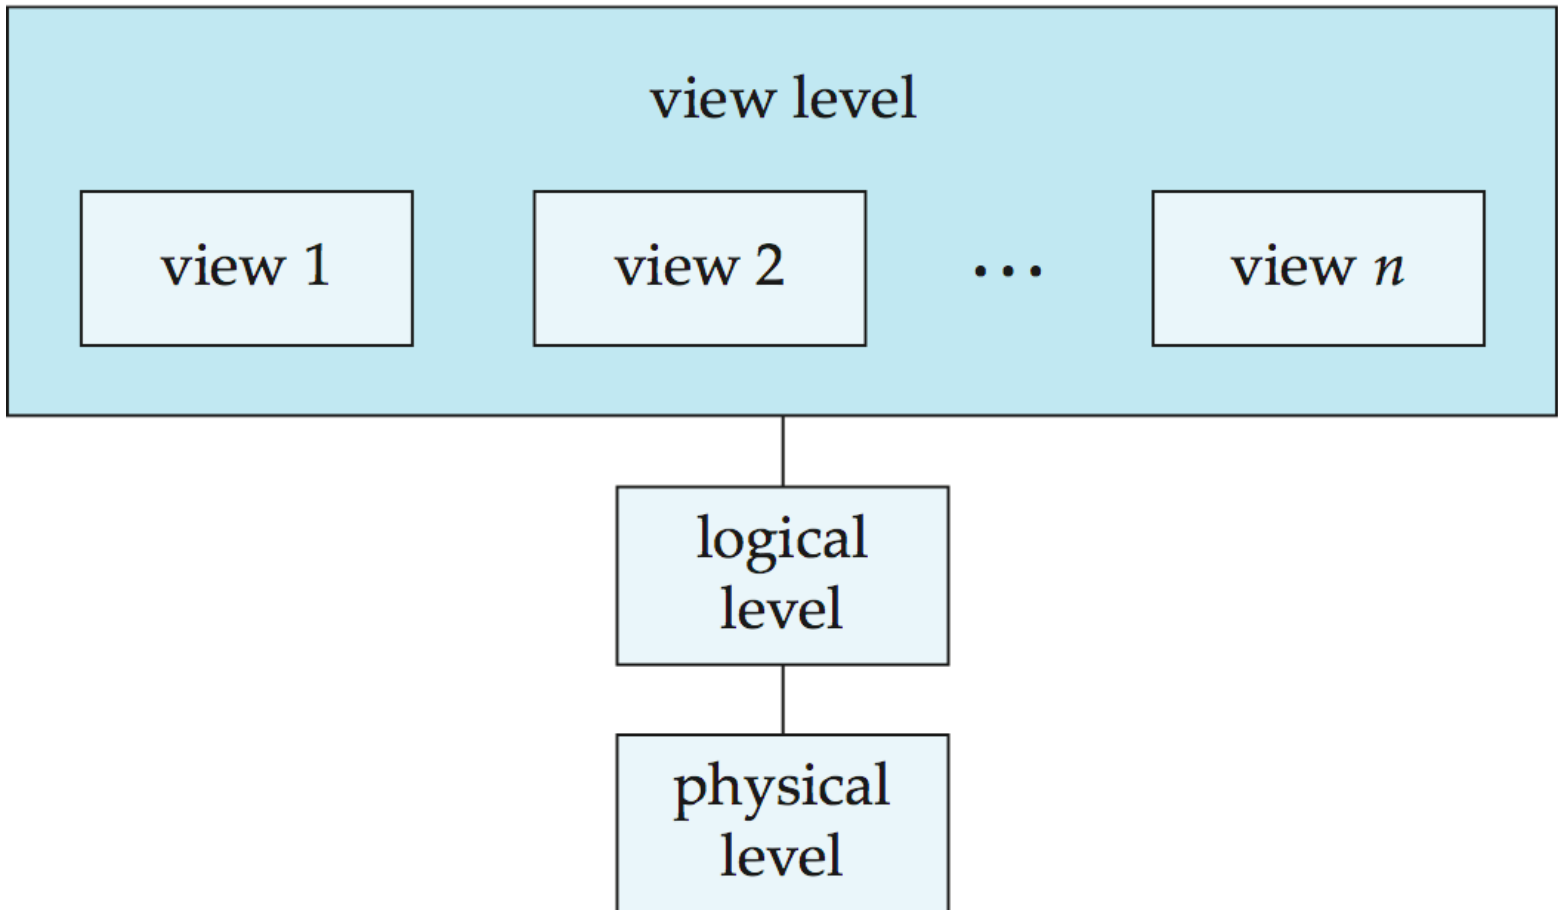 view level
view 1 view 2 ... view n
logical
level
physical
level